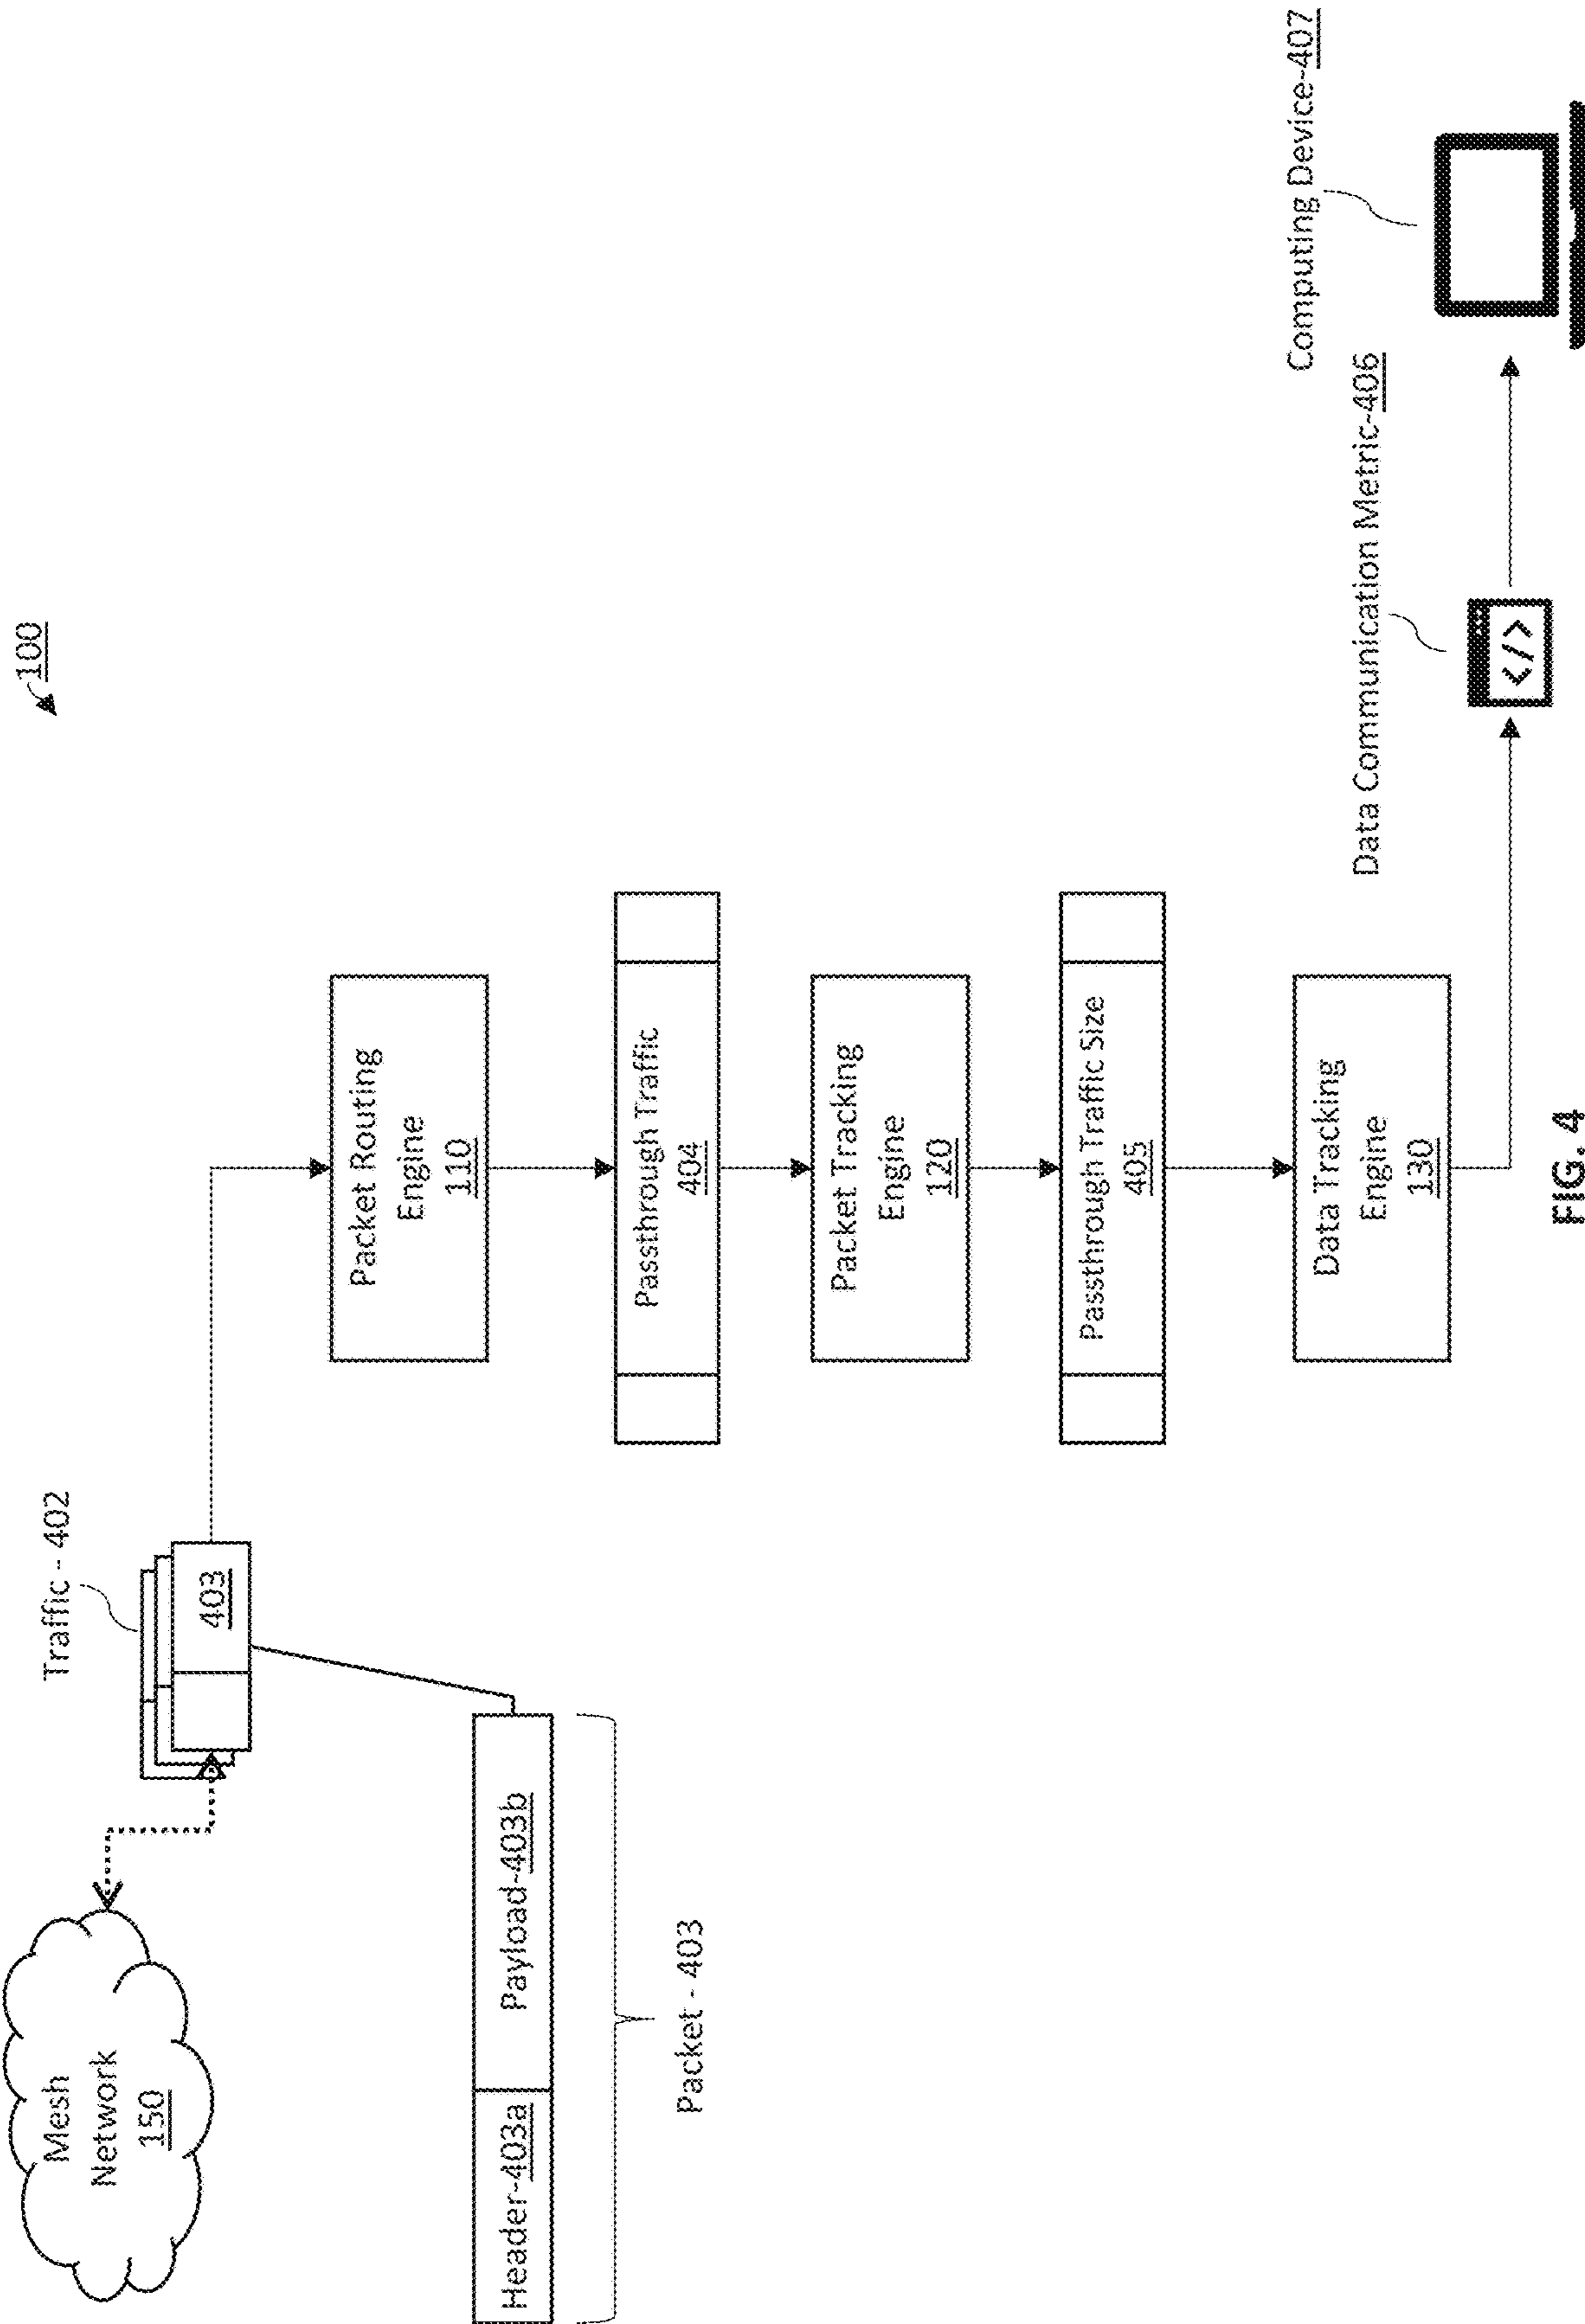 100
Mesh
Network
150
Traffic - 402
403
Header-403a
Payload-403b
Packet - 403
Packet Routing
Engine
110
Passthrough Traffic
404
Packet Tracking
Engine
120
Passthrough Traffic Size
405
Data Tracking
Engine
130
Data Communication Metric-406
</>
Computing Device-407
FIG. 4